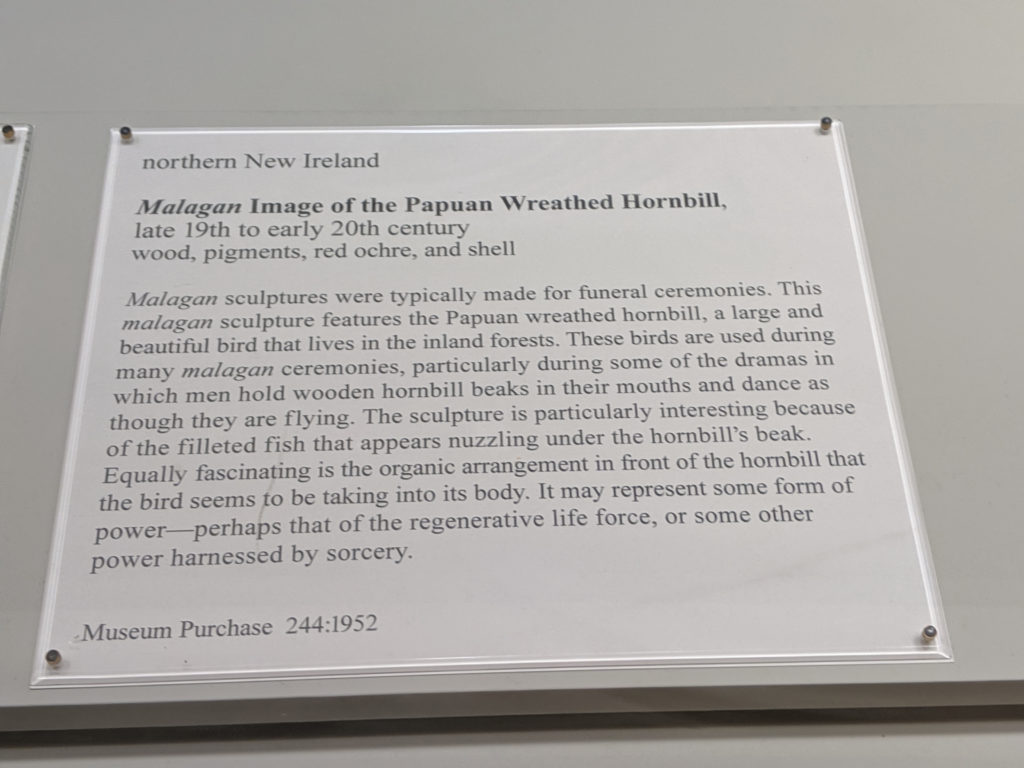 northern New Ireland
Malagan Image of the Papuan Wreathed Hornbill,
late 19th to early 20th century
wood, pigments, red ochre, and shell
Malagan sculptures were typically made for funeral ceremonies. This
malagan sculpture features the Papuan wreathed hornbill, a large and
beautiful bird that lives in the inland forests. These birds are used during
many malagan ceremonies, particularly during some of the dramas in
which men hold wooden hornbill beaks in their mouths and dance as
though they are flying. The sculpture is particularly interesting because
of the filleted fish that appears nuzzling under the hornbill's beak.
Equally fascinating is the organic arrangement in front of the hornbill that
the bird seems to be taking into its body. It may represent some form of
power—perhaps that of the regenerative life force, or some other
power harnessed by sorcery.
Museum Purchase 244:1952